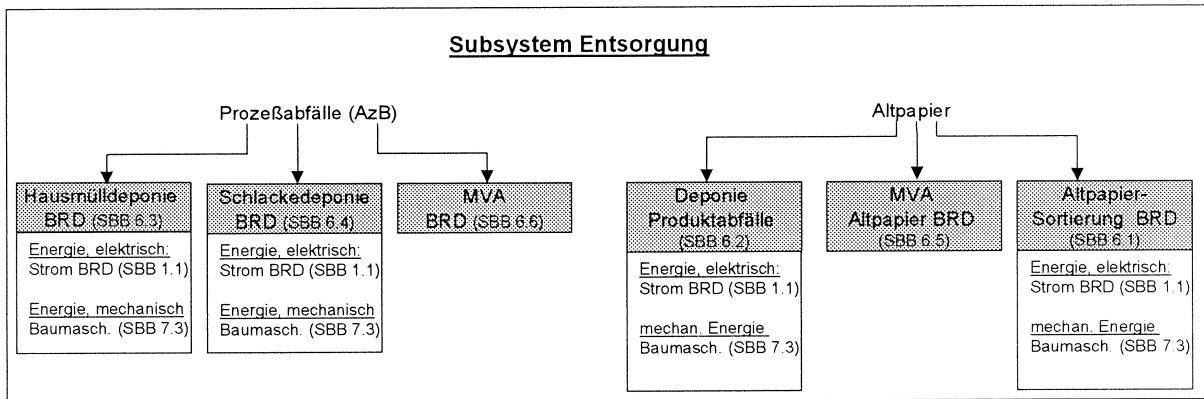 Subsystem Entsorgung
Prozeßabfälle (AzB)
Hausmülldeponie
BRD (SBB 6.3)
Energie, elektrisch:
Strom BRD (SBB 1.1)
Energie, mechanisch
Baumasch. (SBB 7.3)
Schlackedeponie
BRD (SBB 6.4)
Energie, elektrisch:
Strom BRD (SBB 1.1)
Energie, mechanisch
Baumasch. (SBB 7.3)
MVA
BRD (SBB 6.6)
Altpapier
Deponie
Produktabfälle
(SBB 6.2)
Energie, elektrisch:
Strom BRD (SBB 1.1)
mechan. Energie
Baumasch. (SBB 7.3)
MVA
Altpapier BRD
(SBB 6.5)
Altpapier-
Sortierung BRD
(SBB 6.1)
Energie, elektrisch:
Strom BRD (SBB 1.1)
mechan. Energie
Baumasch. (SBB 7.3)